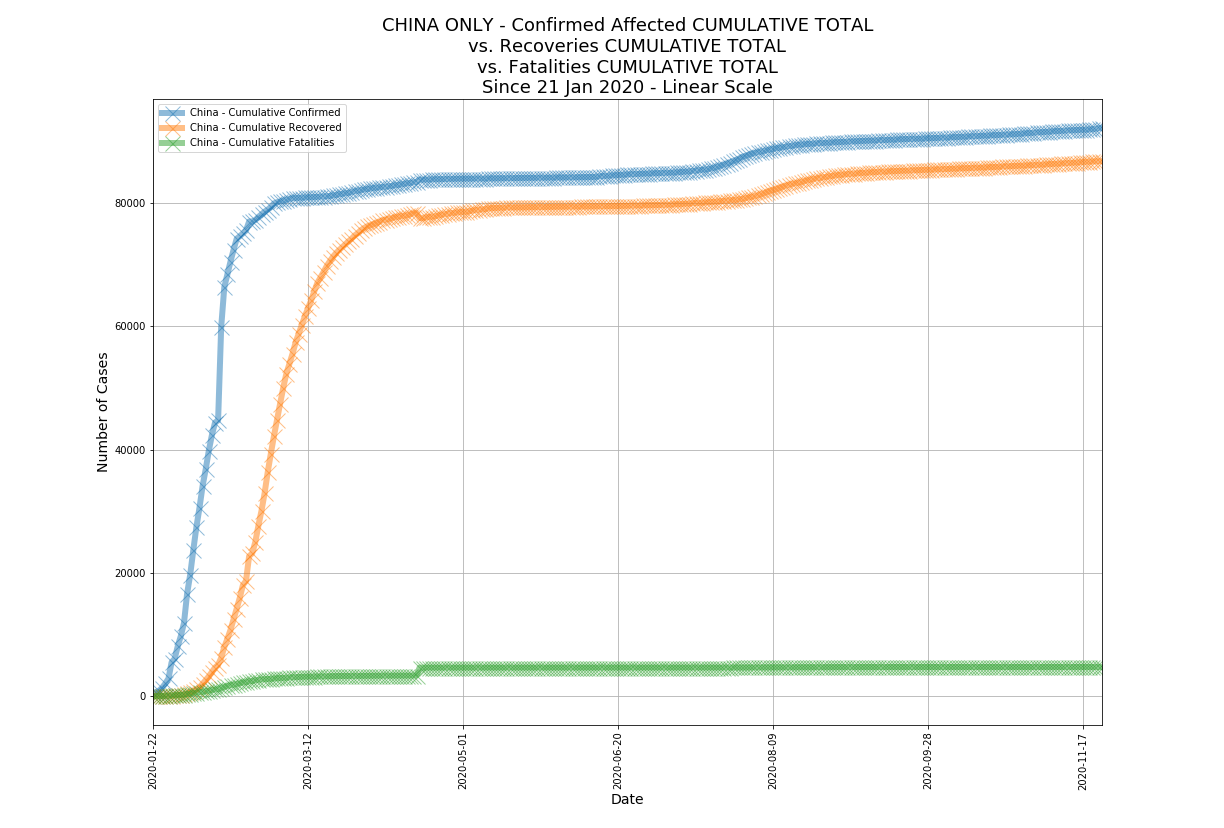 CHINA ONLY - Confirmed Affected CUMULATIVE TOTAL
vs. Recoveries CUMULATIVE TOTAL
vs. Fatalities CUMULATIVE TOTAL
Since 21 Jan 2020 - Linear Scale
China - Cumulative Confirmed
China - Cumulative Recovered
China - Cumulative Fatalities
Number of Cases
80000
60000
40000
20000
0
2020-01-22
2020-03-12
2020-05-01
2020-06-20
2020-08-09
2020-09-28
2020-11-17
Date